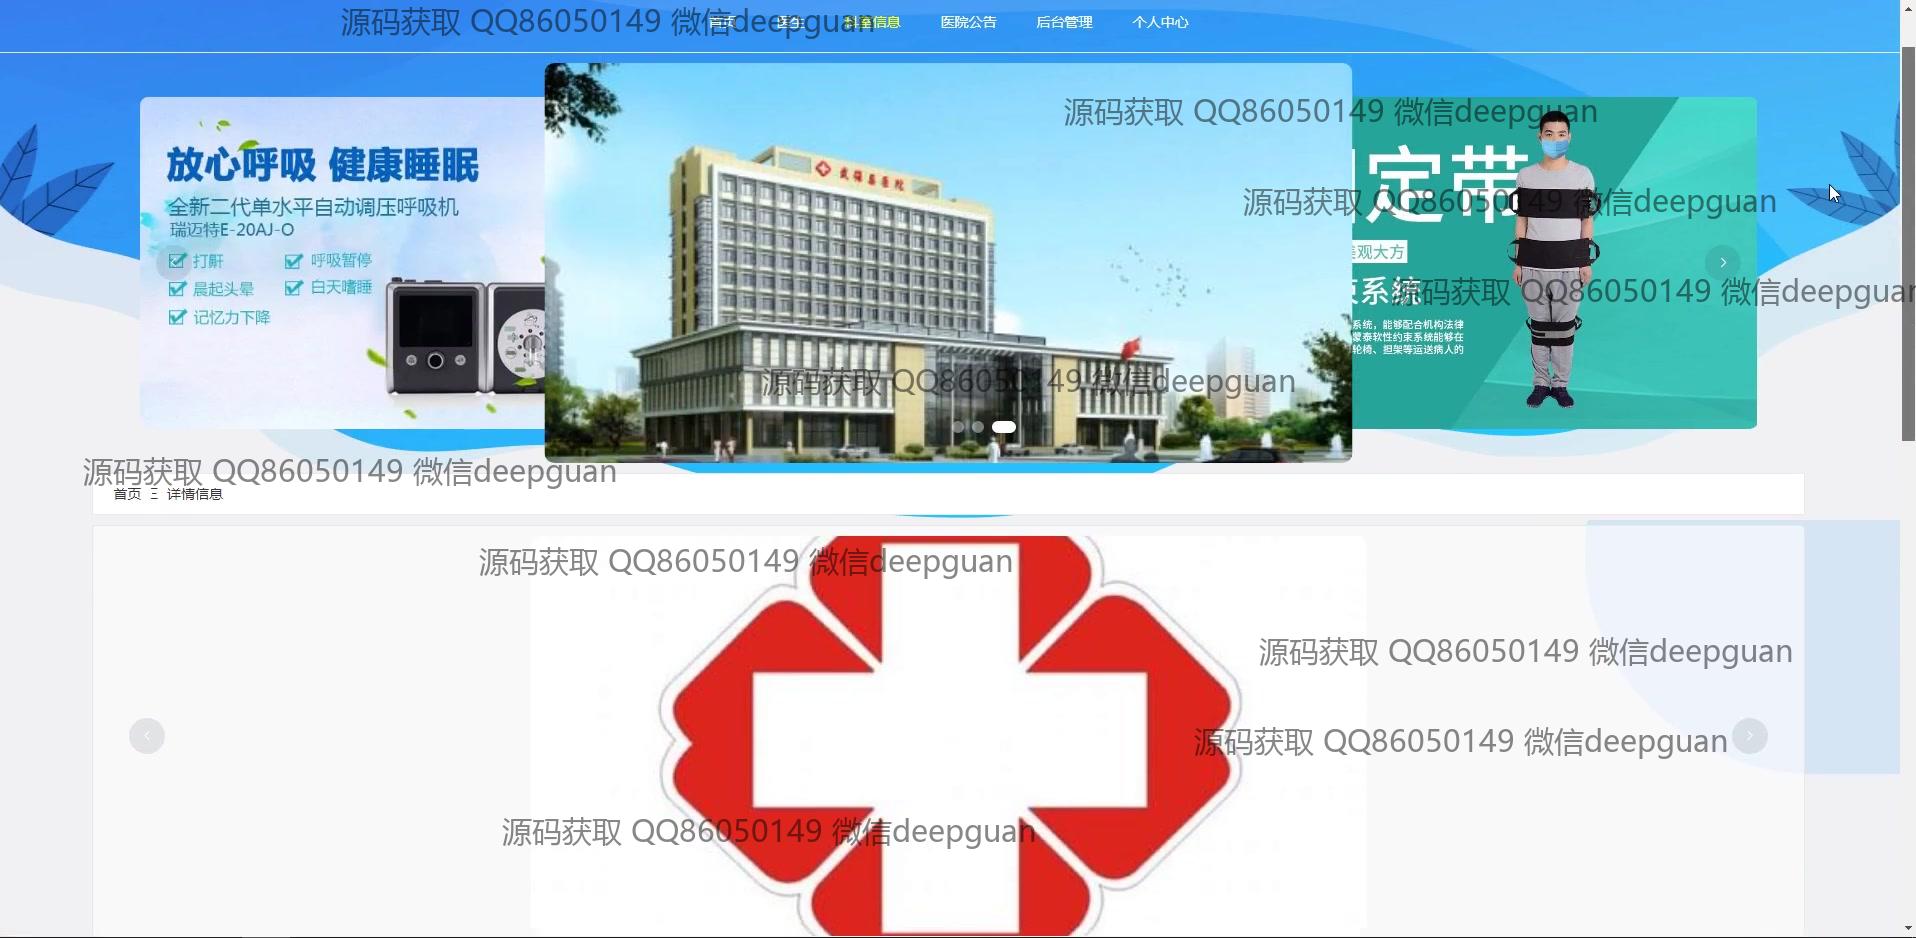 首页 医生 科室信息 医院公告 后台管理 个人中心
源码获取 QQ86050149 微信deepguan
源码获取 QQ86050149 微信deepguan
放心呼吸 健康睡眠
全新二代单水平自动调压呼吸机
瑞迈特E-20AJ-O
打鼾 呼吸暂停
晨起头晕 白天嗜睡
记忆力下降
武强县医院
定带
源码获取 QQ86050149 微信deepguan
美观大方
束系統
源码获取 QQ86050149 微信deepguan
系统，能够配合机构法律
蒙泰软性约束系统能够在
轮椅、担架等运送病人的
源码获取 QQ86050149 微信deepguan
源码获取 QQ86050149 微信deepguan
首页 Ξ 详情信息
源码获取 QQ86050149 微信deepguan
源码获取 QQ86050149 微信deepguan
源码获取 QQ86050149 微信deepguan
源码获取 QQ86050149 微信deepguan